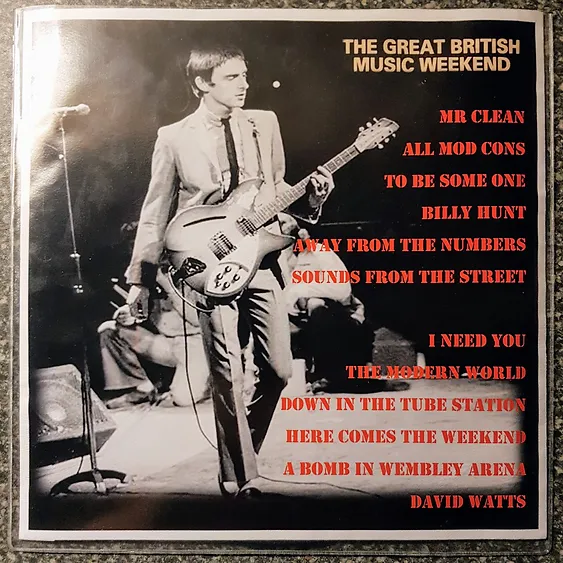 THE GREAT BRITISH
MUSIC WEEKEND
MR CLEAN
ALL MOD CONS
TO BE SOME ONE
BILLY HUNT
AWAY FROM THE NUMBERS
SOUNDS FROM THE STREET
I NEED YOU
THE MODERN WORLD
DOWN IN THE TUBE STATION
HERE COMES THE WEEKEND
A BOMB IN WEMBLEY ARENA
DAVID WATTS